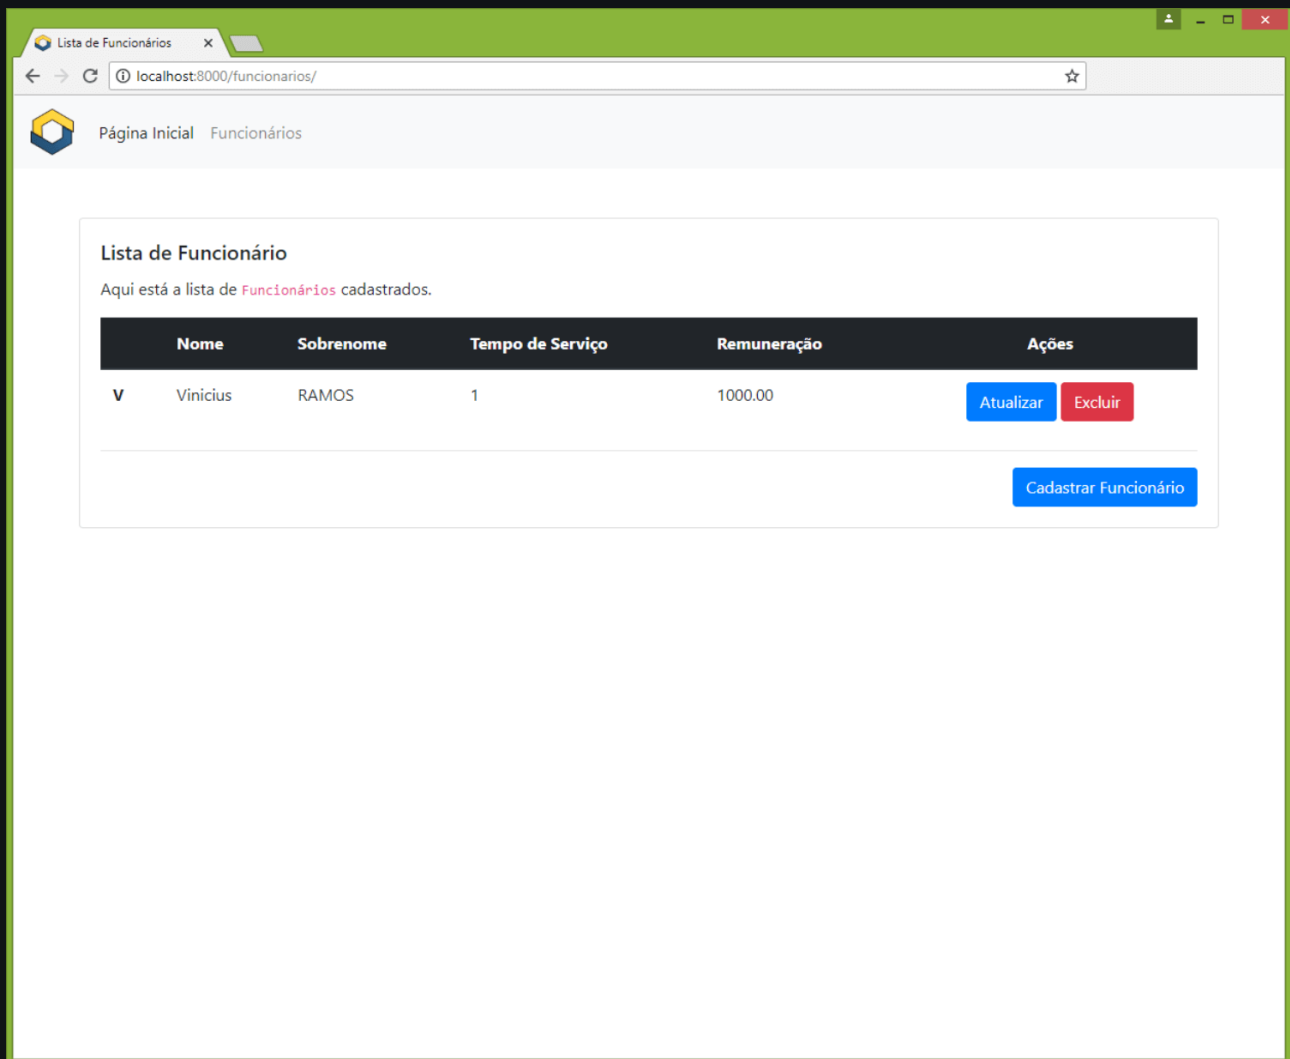 Lista de Funcionários
localhost:8000/funcionarios/
Página Inicial Funcionários
Lista de Funcionário
Aqui está a lista de Funcionários cadastrados.
Nome Sobrenome Tempo de Serviço Remuneração Ações
V Vinicius RAMOS 1 1000.00 Atualizar Excluir
Cadastrar Funcionário